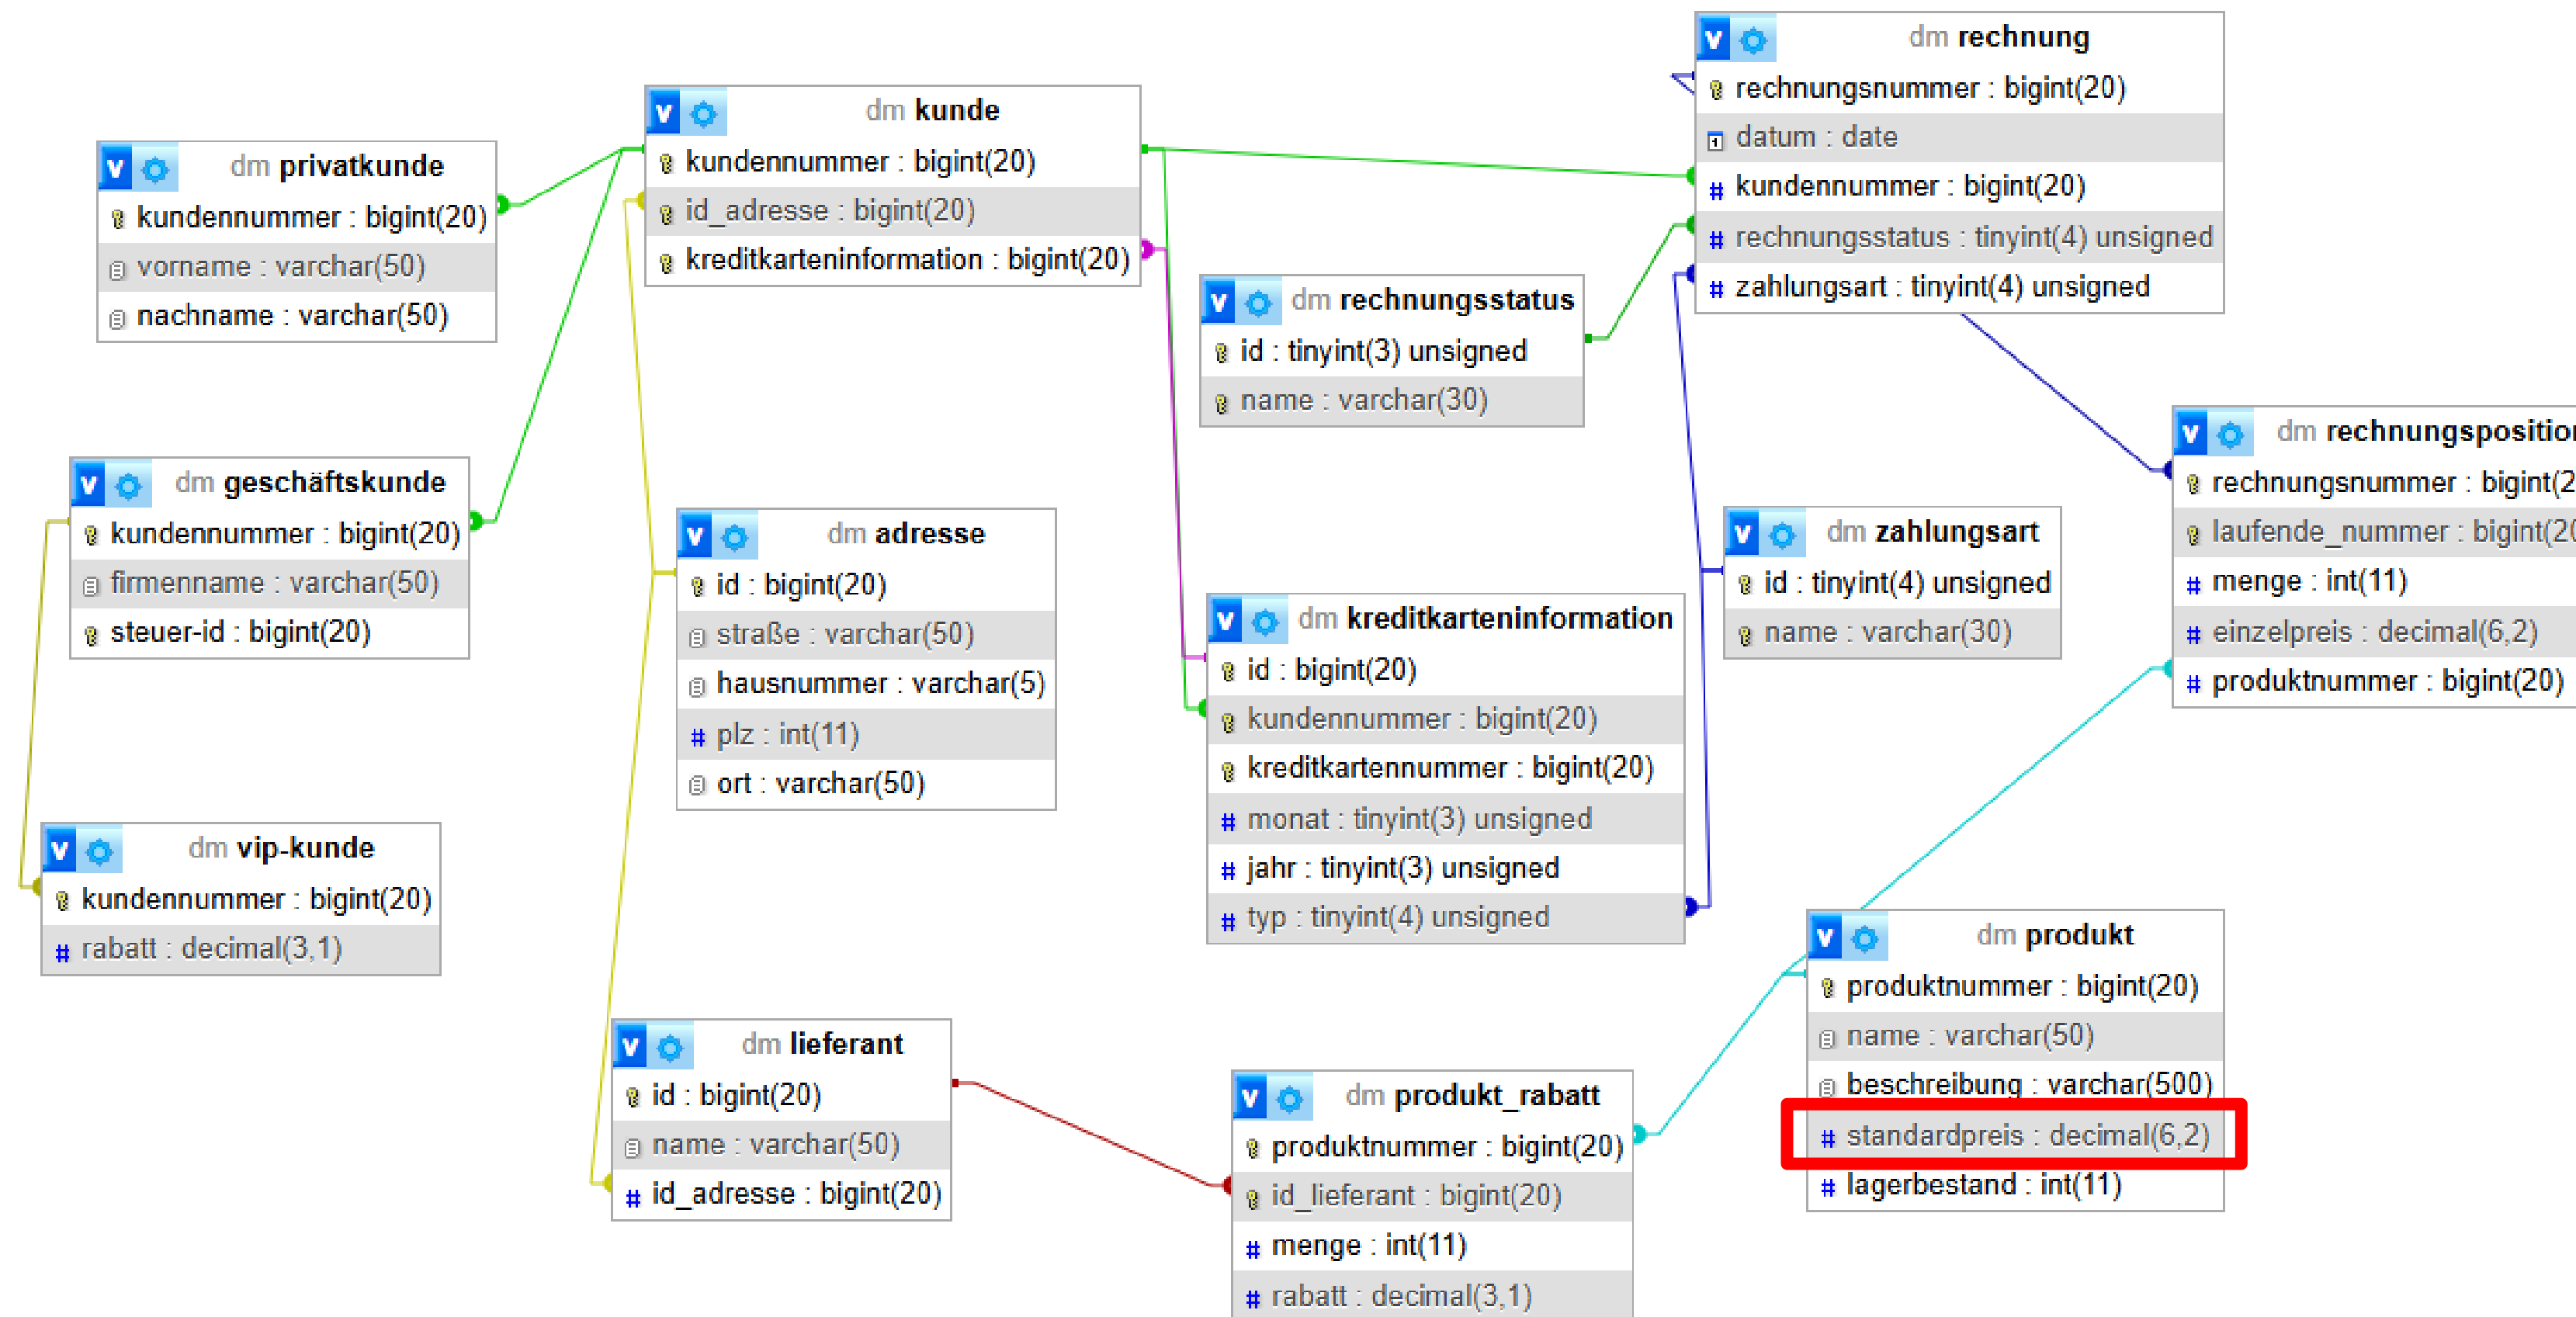 dm rechnung
rechnungsnummer : bigint(20)
datum : date
kundennummer : bigint(20)
rechnungsstatus : tinyint(4) unsigned
zahlungsart : tinyint(4) unsigned
dm kunde
kundennummer : bigint(20)
id_adresse : bigint(20)
kreditkarteninformation : bigint(20)
dm privatkunde
kundennummer : bigint(20)
vorname : varchar(50)
nachname : varchar(50)
dm rechnungsstatus
id : tinyint(3) unsigned
name : varchar(30)
dm rechnungsposition
rechnungsnummer : bigint(2
laufende_nummer : bigint(20
menge : int(11)
einzelpreis : decimal(6,2)
produktnummer : bigint(20)
dm geschäftskunde
kundennummer : bigint(20)
firmenname : varchar(50)
steuer-id : bigint(20)
dm adresse
id : bigint(20)
straße : varchar(50)
hausnummer : varchar(5)
plz : int(11)
ort : varchar(50)
dm zahlungsart
id : tinyint(4) unsigned
name : varchar(30)
dm kreditkarteninformation
id : bigint(20)
kundennummer : bigint(20)
kreditkartennummer : bigint(20)
monat : tinyint(3) unsigned
jahr : tinyint(3) unsigned
typ : tinyint(4) unsigned
dm vip-kunde
kundennummer : bigint(20)
rabatt : decimal(3,1)
dm produkt
produktnummer : bigint(20)
name : varchar(50)
beschreibung : varchar(500)
standardpreis : decimal(6,2)
lagerbestand : int(11)
dm lieferant
id : bigint(20)
name : varchar(50)
id_adresse : bigint(20)
dm produkt_rabatt
produktnummer : bigint(20)
id_lieferant : bigint(20)
menge : int(11)
rabatt : decimal(3,1)